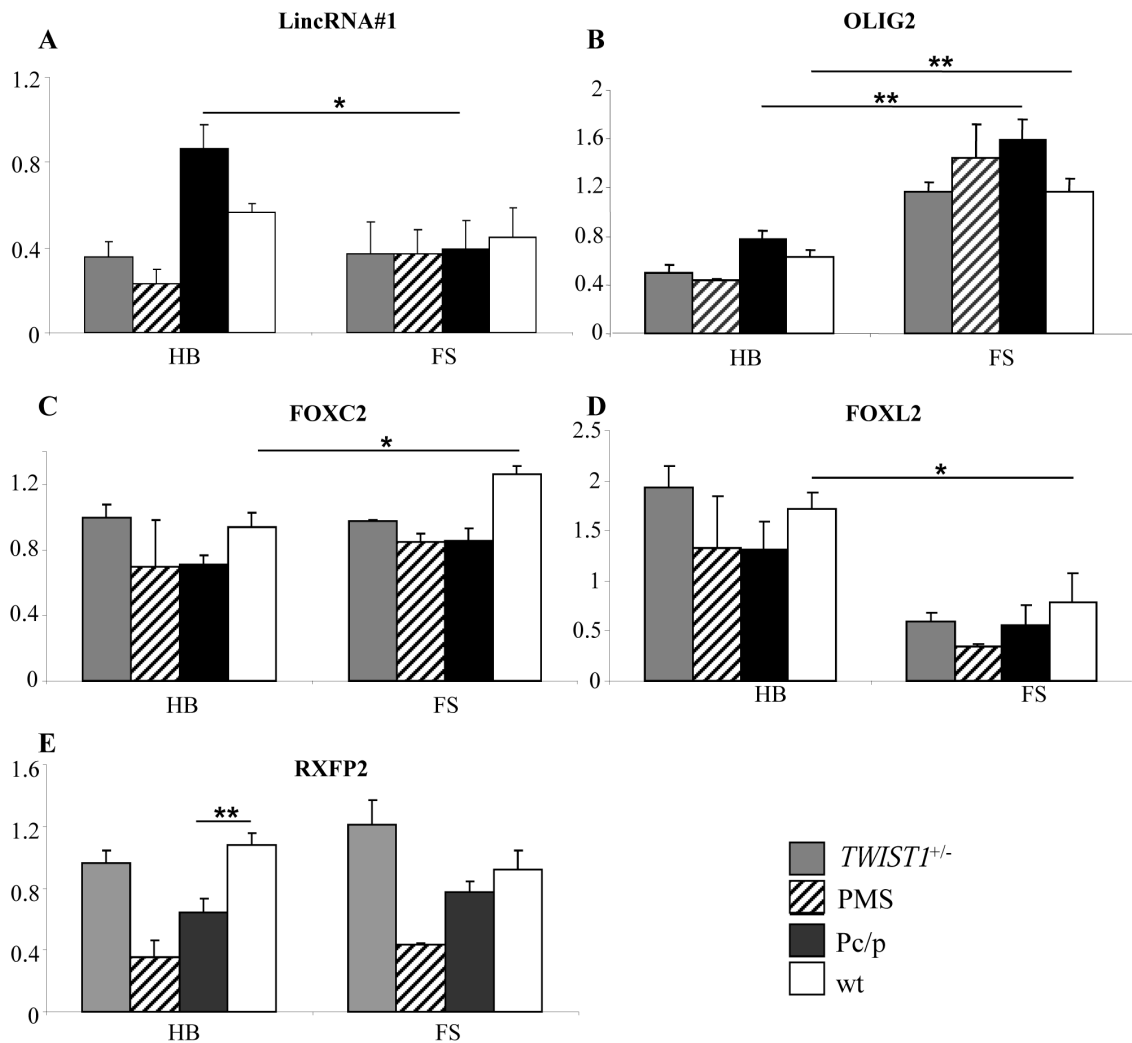 A
LincRNA#1
1.2
0.8
0.4
0
*
HB
FS
B
OLIG2
2
1.6
1.2
0.8
0.4
0
**
**
HB
FS
C
FOXC2
1.2
0.8
0.4
0
*
HB
FS
D
FOXL2
2.5
2
1.5
1
0.5
0
*
HB
FS
E
RXFP2
1.6
1.2
0.8
0.4
0
**
HB
FS
TWIST1+/-
PMS
Pc/p
wt